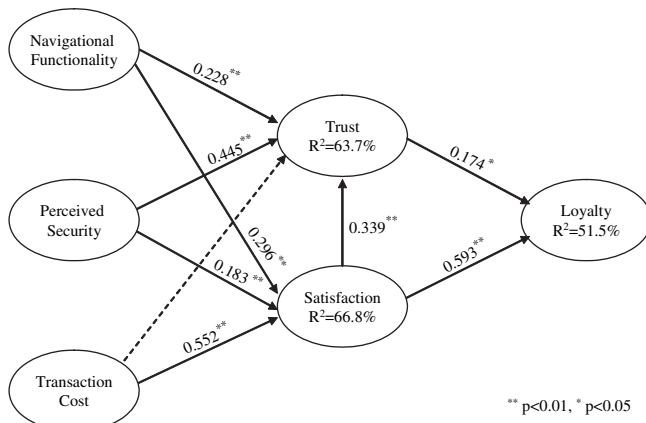 Navigational
Functionality
0.228**
Trust
R²=63.7%
0.445**
0.174*
Perceived
Security
0.296**
0.339**
Loyalty
R²=51.5%
0.183**
0.593**
Satisfaction
R²=66.8%
0.552**
Transaction
Cost
** p<0.01, * p<0.05